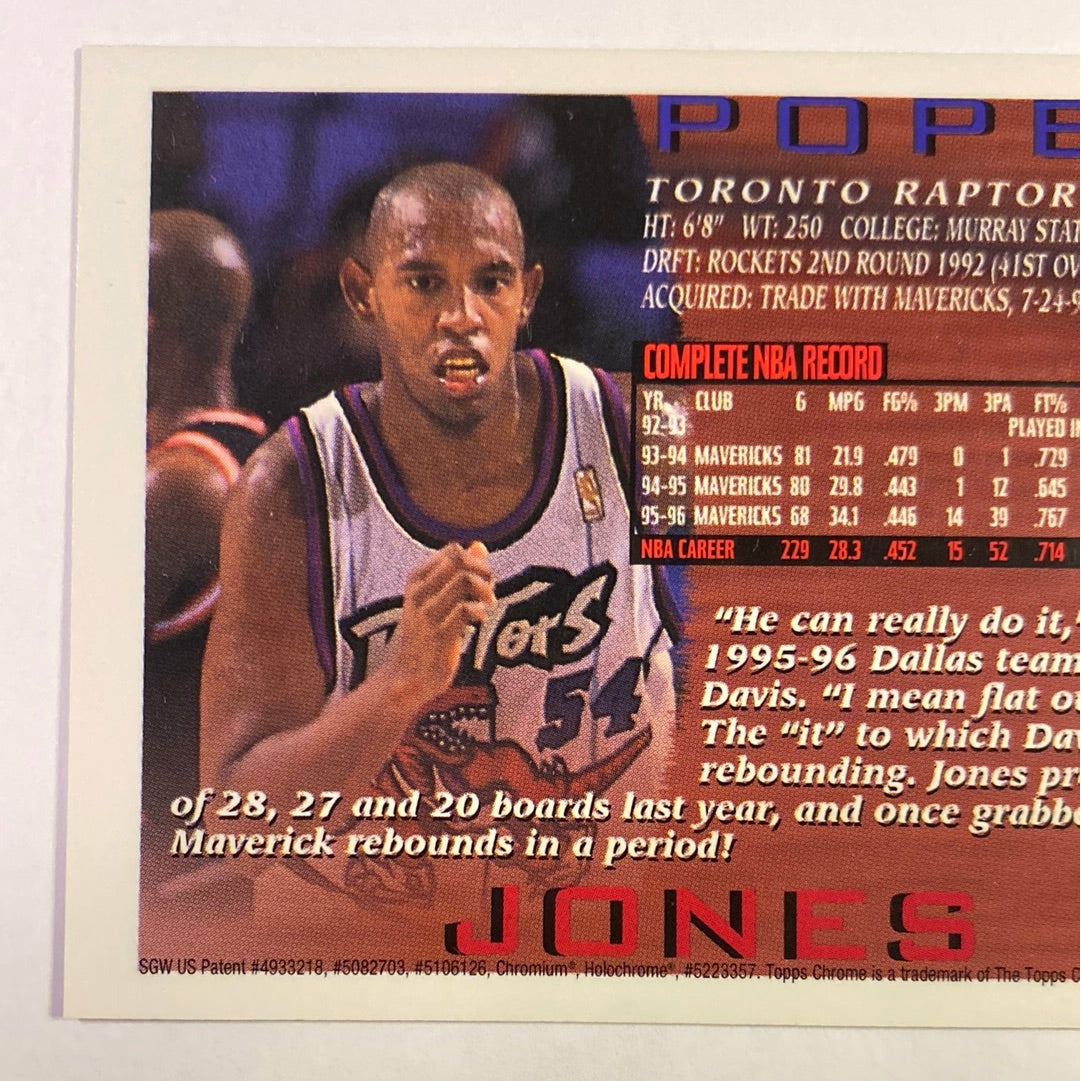 POPE
TORONTO RAPTOR
HT: 6'8" WT: 250 COLLEGE: MURRAY STAT
DRFT: ROCKETS 2ND ROUND 1992 (41ST OV
ACQUIRED: TRADE WITH MAVERICKS, 7-24-9
COMPLETE NBA RECORD
YR. CLUB G MPG FG% 3PM 3PA FT%
92-93 PLAYED IN
93-94 MAVERICKS 81 21.9 .479 0 1 .729
94-95 MAVERICKS 80 29.8 .443 1 12 .645
95-96 MAVERICKS 68 34.1 .446 14 39 .767
NBA CAREER 229 28.3 .452 15 52 .714
"He can really do it,"
1995-96 Dallas team
Davis. "I mean flat ou
The "it" to which Dav
rebounding. Jones pr
of 28, 27 and 20 boards last year, and once grabbe
Maverick rebounds in a period!
RapTorS
54
JONES
SGW US Patent #4933218, #5082703, #5106126, Chromium®, Holochrome®, #5223357. Topps Chrome is a trademark of The Topps C